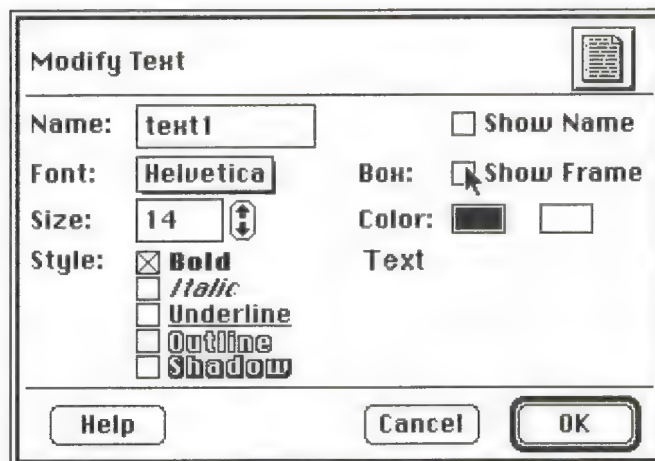 Modify Text
Name: text1
Show Name
Font: Helvetica
Box: Show Frame
Size: 14
Color:
Style: Bold
Text
Italic
Underline
Outline
Shadow
Help
Cancel
OK